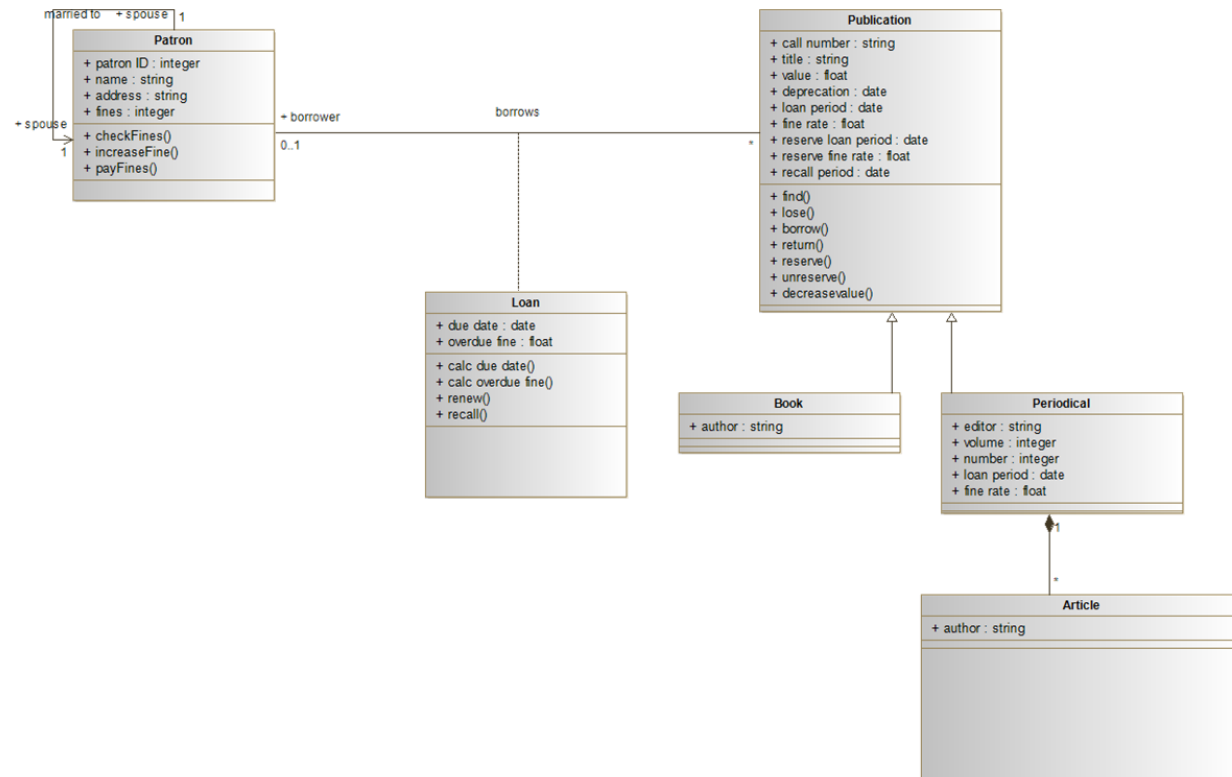 married to + spouse 1
Patron
+ patron ID : integer
+ name : string
+ address : string
+ fines : integer
+ checkFines()
+ increaseFine()
+ payFines()
+ spouse
1
+ borrower
0..1
borrows
*
Publication
+ call number : string
+ title : string
+ value : float
+ deprecation : date
+ loan period : date
+ fine rate : float
+ reserve loan period : date
+ reserve fine rate : float
+ recall period : date
+ find()
+ lose()
+ borrow()
+ return()
+ reserve()
+ unreserve()
+ decreasevalue()
Loan
+ due date : date
+ overdue fine : float
+ calc due date()
+ calc overdue fine()
+ renew()
+ recall()
Book
+ author : string
Periodical
+ editor : string
+ volume : integer
+ number : integer
+ loan period : date
+ fine rate : float
1
*
Article
+ author : string